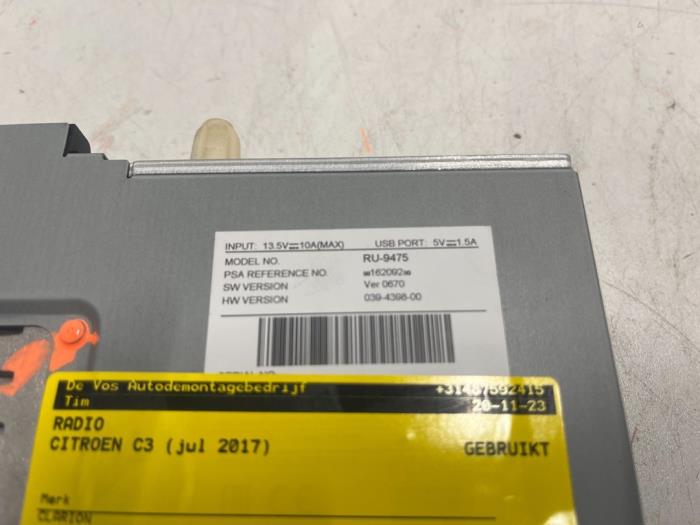 INPUT: 13.5V⎓10A(MAX) USB PORT: 5V⎓1.5A
MODEL NO. RU-9475
PSA REFERENCE NO. ∞162092∞
SW VERSION Ver 0670
HW VERSION 039-4398-00
De Vos Autodemontagebedrijf
Tim 20-11-23
RADIO
CITROEN C3 (jul 2017) GEBRUIKT
Merk
CLARION